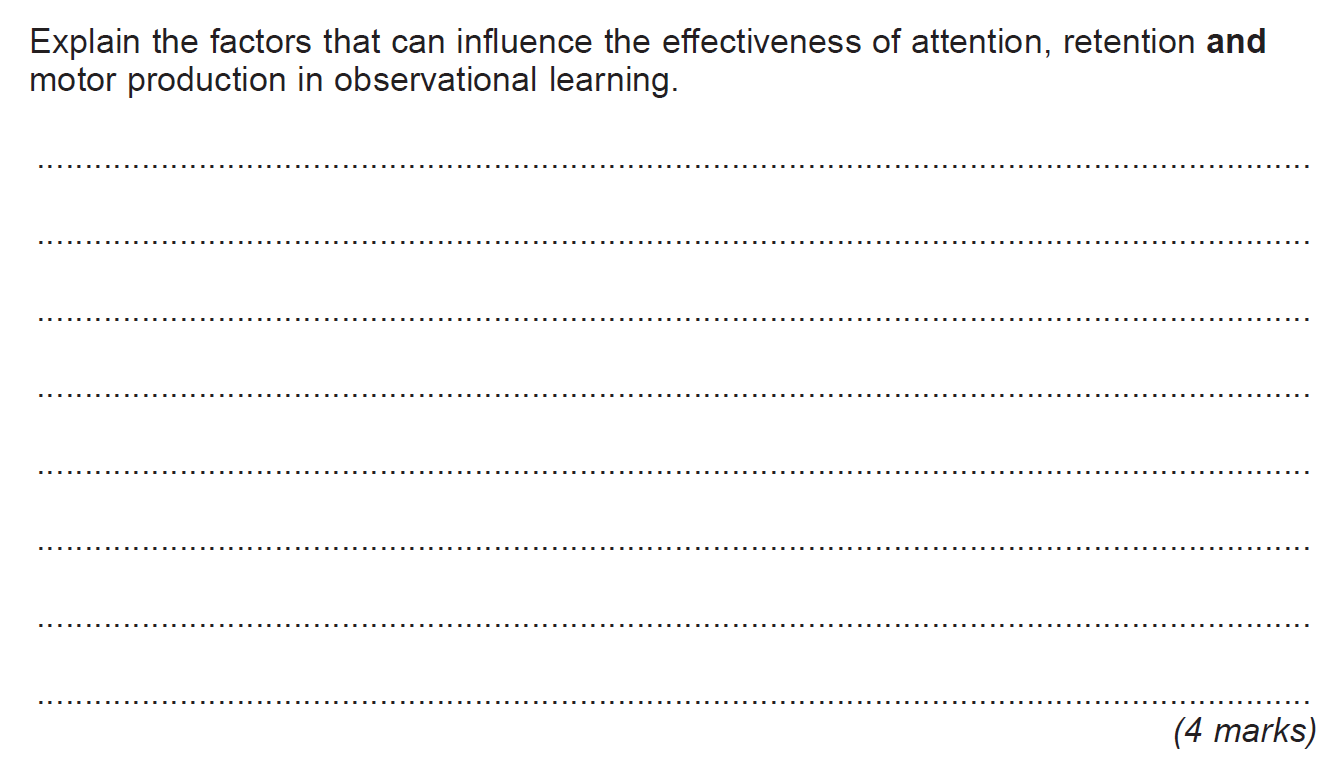 Explain the factors that can influence the effectiveness of attention, retention and
motor production in observational learning.
(4 marks)